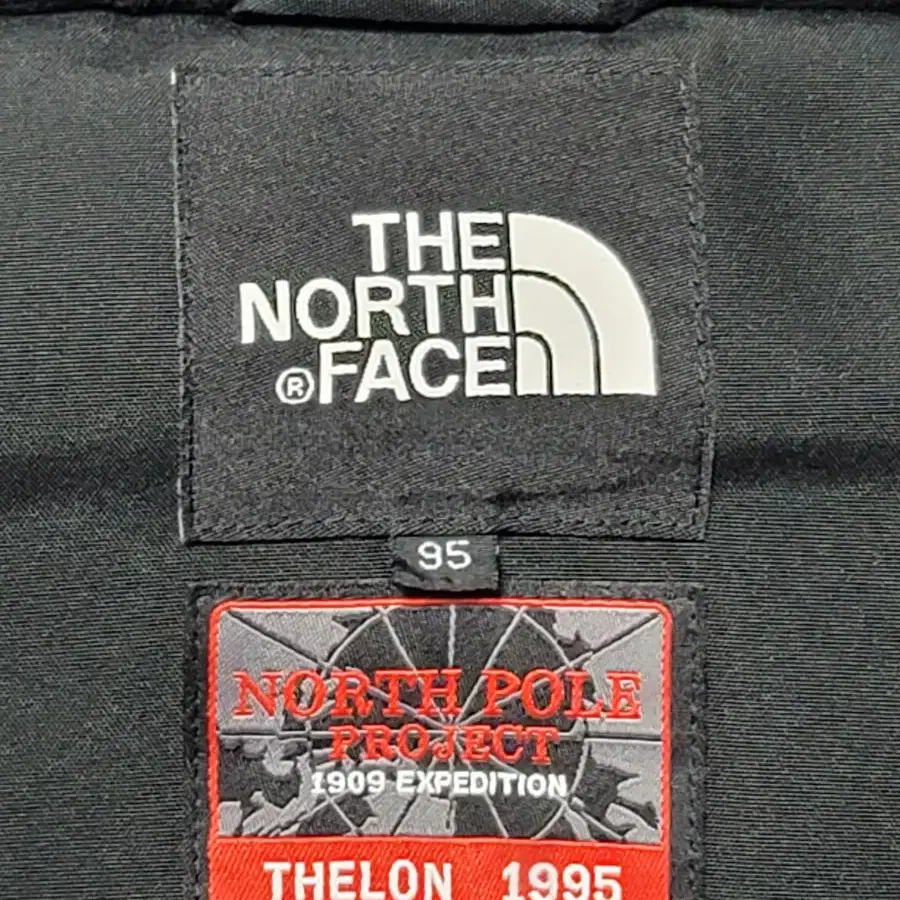 THE
NORTH
®FACE
95
NORTH POLE
PROJECT
1909 EXPEDITION
THELON 1995